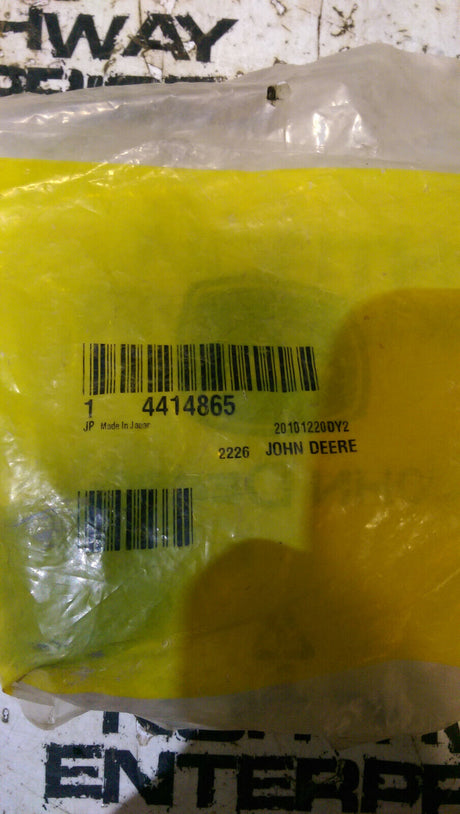 HWAY
1 4414865
JP Made In Japan
20101220DY2
2226 JOHN DEERE
ENTERP